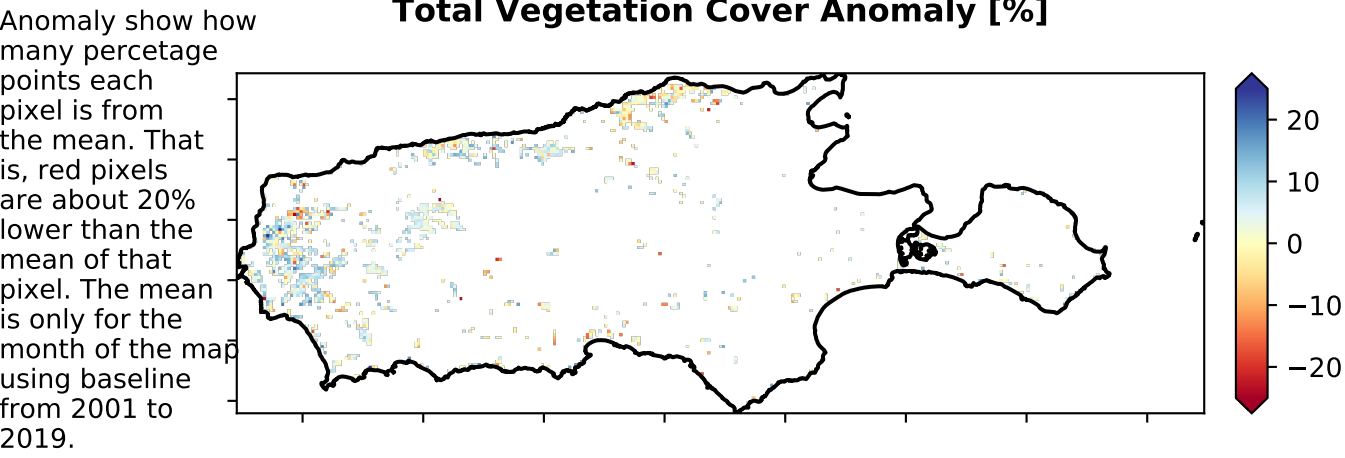 Total Vegetation Cover Anomaly [%]
Anomaly show how
many percetage
points each
pixel is from
the mean. That
is, red pixels
are about 20%
lower than the
mean of that
pixel. The mean
is only for the
month of the map
using baseline
from 2001 to
2019.
20
10
0
−10
−20